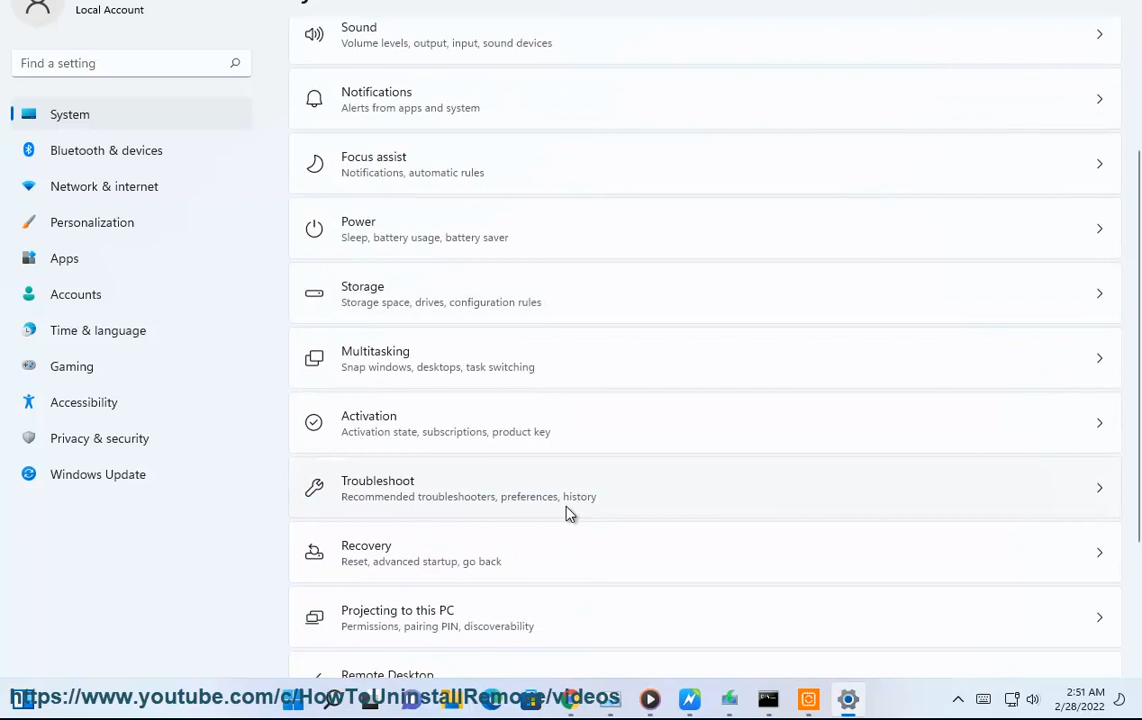 Local Account
Find a setting
System
Bluetooth & devices
Network & internet
Personalization
Apps
Accounts
Time & language
Gaming
Accessibility
Privacy & security
Windows Update
Sound
Volume levels, output, input, sound devices
Notifications
Alerts from apps and system
Focus assist
Notifications, automatic rules
Power
Sleep, battery usage, battery saver
Storage
Storage space, drives, configuration rules
Multitasking
Snap windows, desktops, task switching
Activation
Activation state, subscriptions, product key
Troubleshoot
Recommended troubleshooters, preferences, history
Recovery
Reset, advanced startup, go back
Projecting to this PC
Permissions, pairing PIN, discoverability
Remote Desktop
https://www.youtube.com/c/HowToUninstallRemove/videos
2:51 AM
2/28/2022